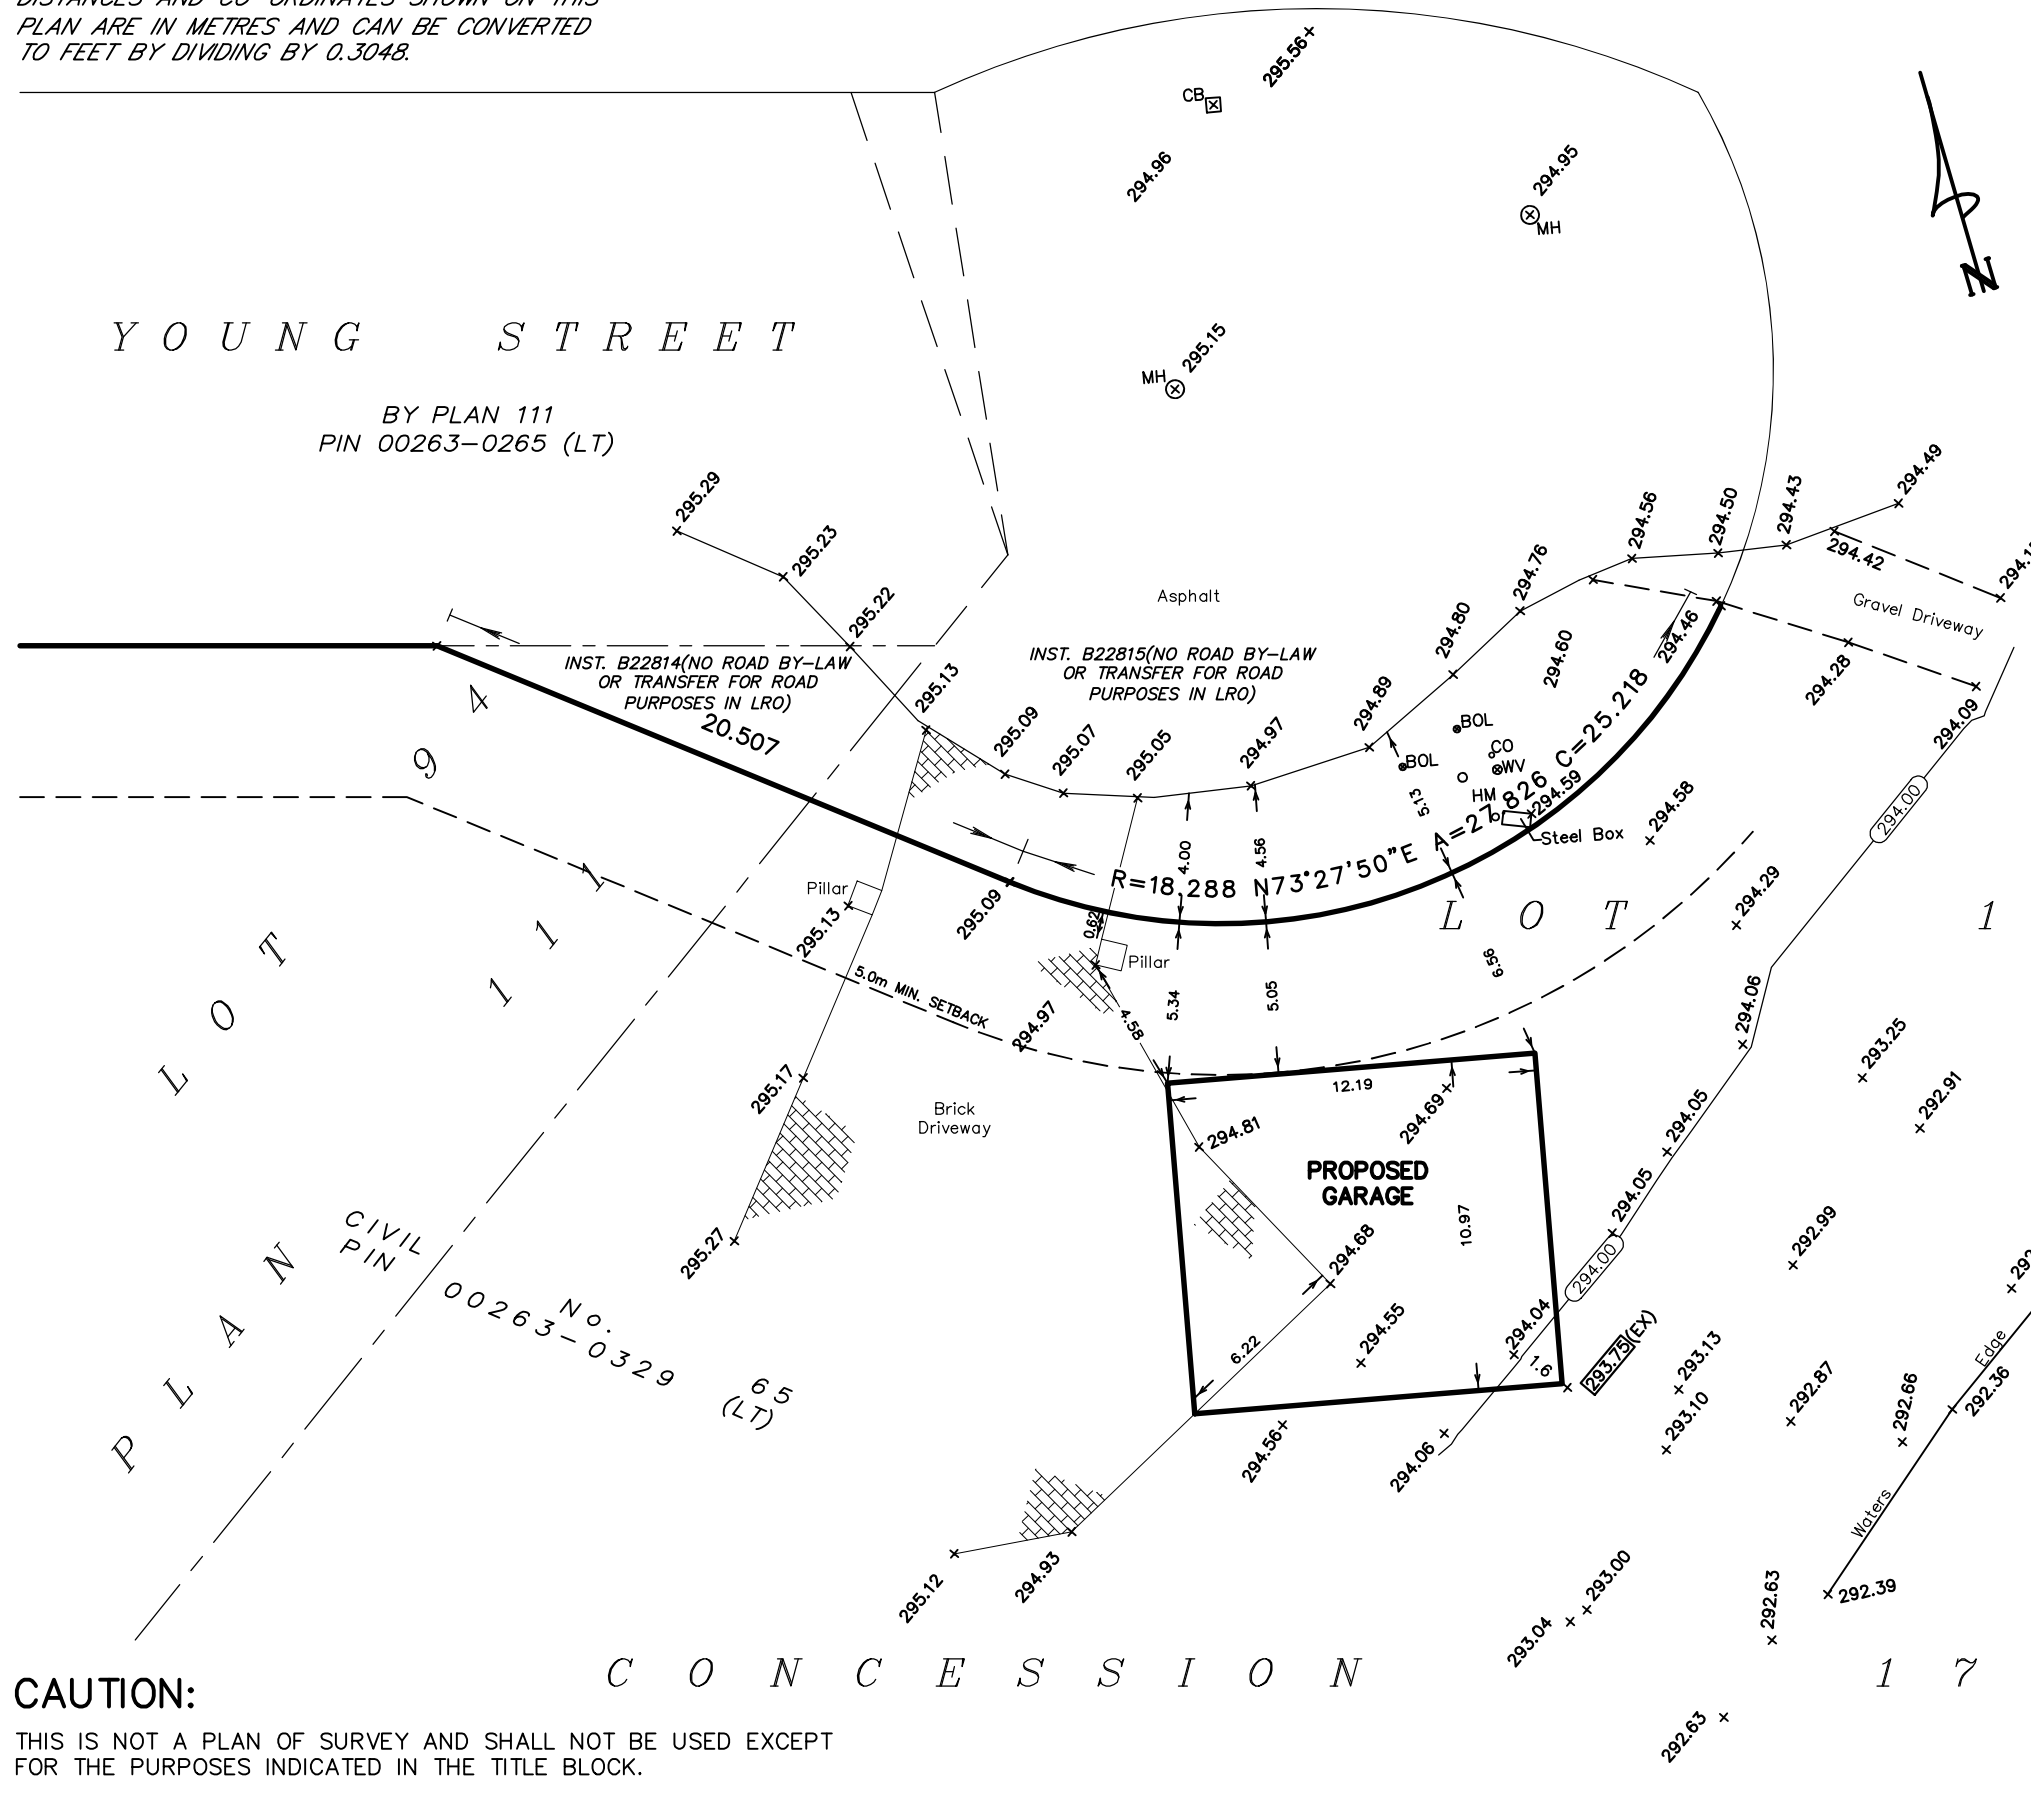 PLAN ARE IN METRES AND CAN BE CONVERTED
TO FEET BY DIVIDING BY 0.3048.
295.56
CB
294.96
294.95
MH
295.15
MH
N
YOUNG STREET
BY PLAN 111
PIN 00263-0265 (LT)
295.29
295.23
295.22
295.13
Asphalt
INST. B22814(NO ROAD BY-LAW
OR TRANSFER FOR ROAD
PURPOSES IN LRO)
INST. B22815(NO ROAD BY-LAW
OR TRANSFER FOR ROAD
PURPOSES IN LRO)
20.507
295.09
295.07
295.05
294.97
294.89
294.80
294.76
294.56
294.50
294.43
294.49
294.42
Gravel Driveway
294.60
294.46
294.28
294.09
294.00
BOL
BOL
CO
WV
HM
294.59
Steel Box
294.58
5.13
4.00
4.56
R=18.288 N73°27'50"E A=27.826 C=25.218
Pillar
295.13
295.09
0.62
Pillar
294.97
5.0m MIN. SETBACK
4.58
5.34
5.05
6.56
294.29
LOT 1
294.06
293.25
292.91
294.05
294.05
292.99
294.00
LOT 94
PLAN 111
295.17
295.27
Brick
Driveway
12.19
294.69
294.81
PROPOSED
GARAGE
10.97
294.68
294.55
6.22
294.04
1.6
293.75(EX)
293.13
293.10
292.87
292.66
292.36
Waters Edge
292.39
CIVIL No. 65
PIN 00263-0329 (LT)
294.56
294.06
295.12
294.93
293.00
293.04
292.63
292.63
CONCESSION 17
CAUTION:
THIS IS NOT A PLAN OF SURVEY AND SHALL NOT BE USED EXCEPT
FOR THE PURPOSES INDICATED IN THE TITLE BLOCK.